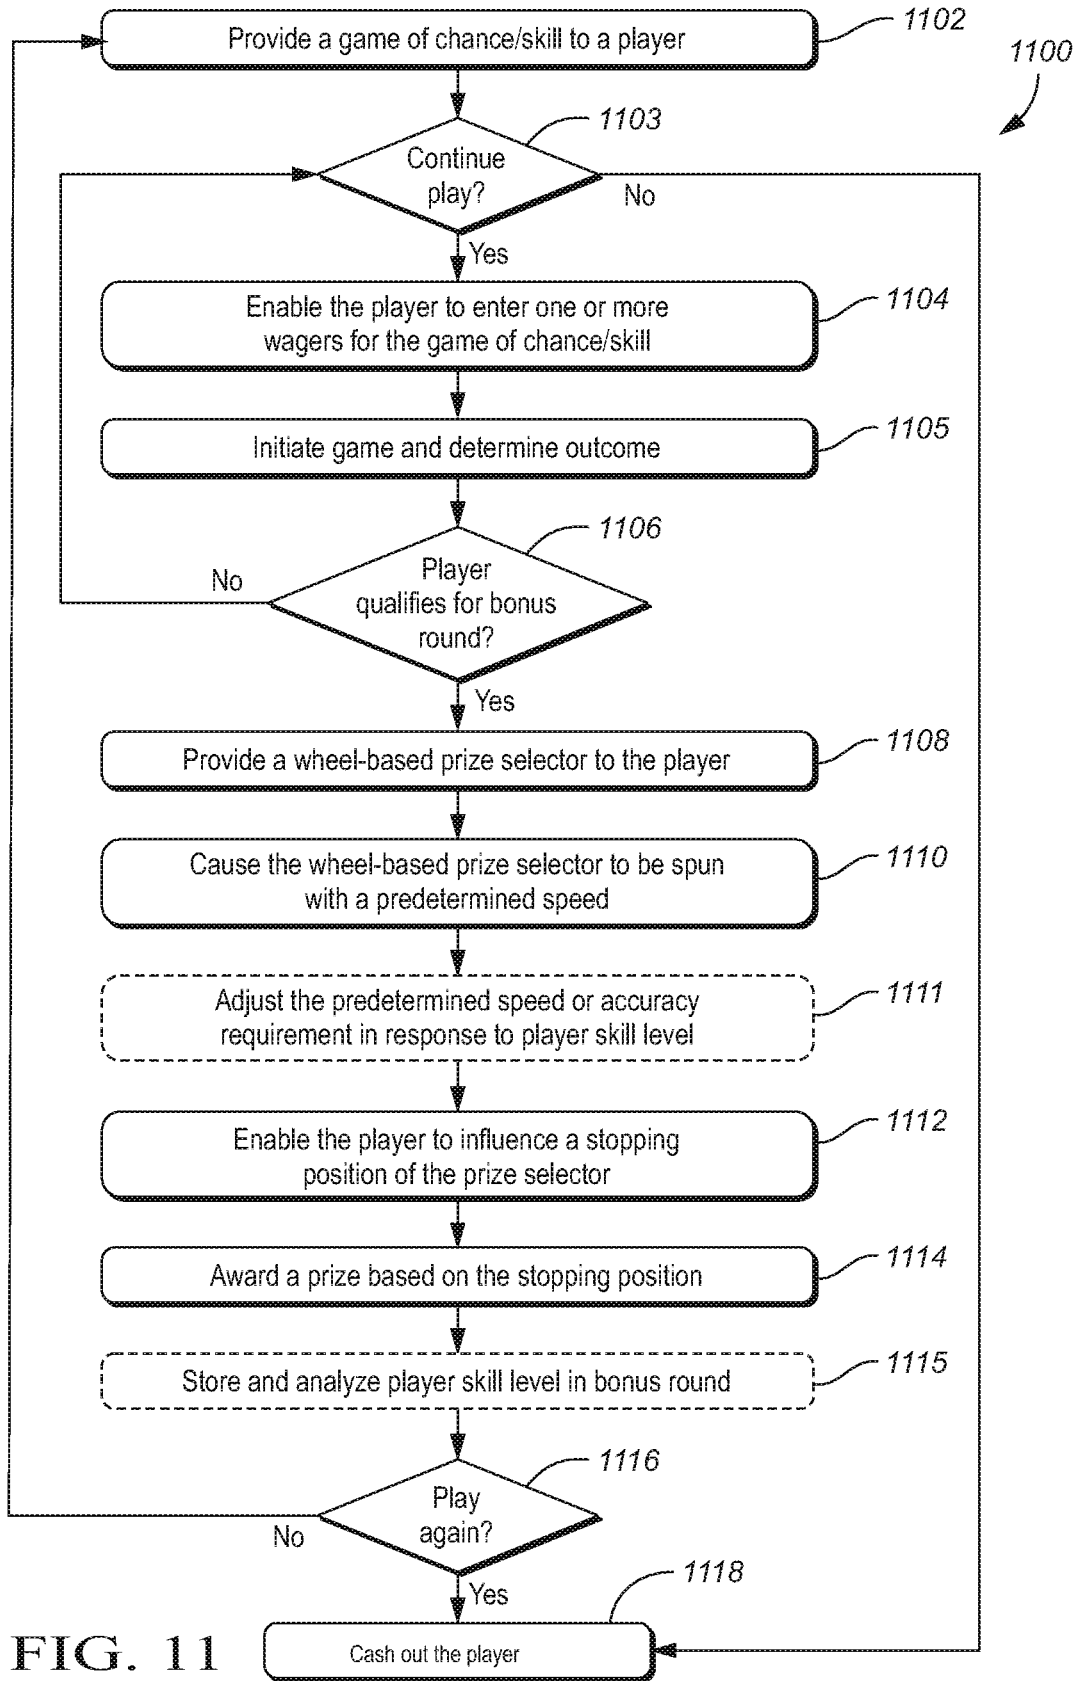 1102
Provide a game of chance/skill to a player
1100
1103
Continue
play?
No
Yes
1104
Enable the player to enter one or more
wagers for the game of chance/skill
1105
Initiate game and determine outcome
1106
Player
qualifies for bonus
round?
No
Yes
1108
Provide a wheel-based prize selector to the player
1110
Cause the wheel-based prize selector to be spun
with a predetermined speed
1111
Adjust the predetermined speed or accuracy
requirement in response to player skill level
1112
Enable the player to influence a stopping
position of the prize selector
1114
Award a prize based on the stopping position
1115
Store and analyze player skill level in bonus round
1116
Play
again?
No
Yes
1118
Cash out the player
FIG. 11